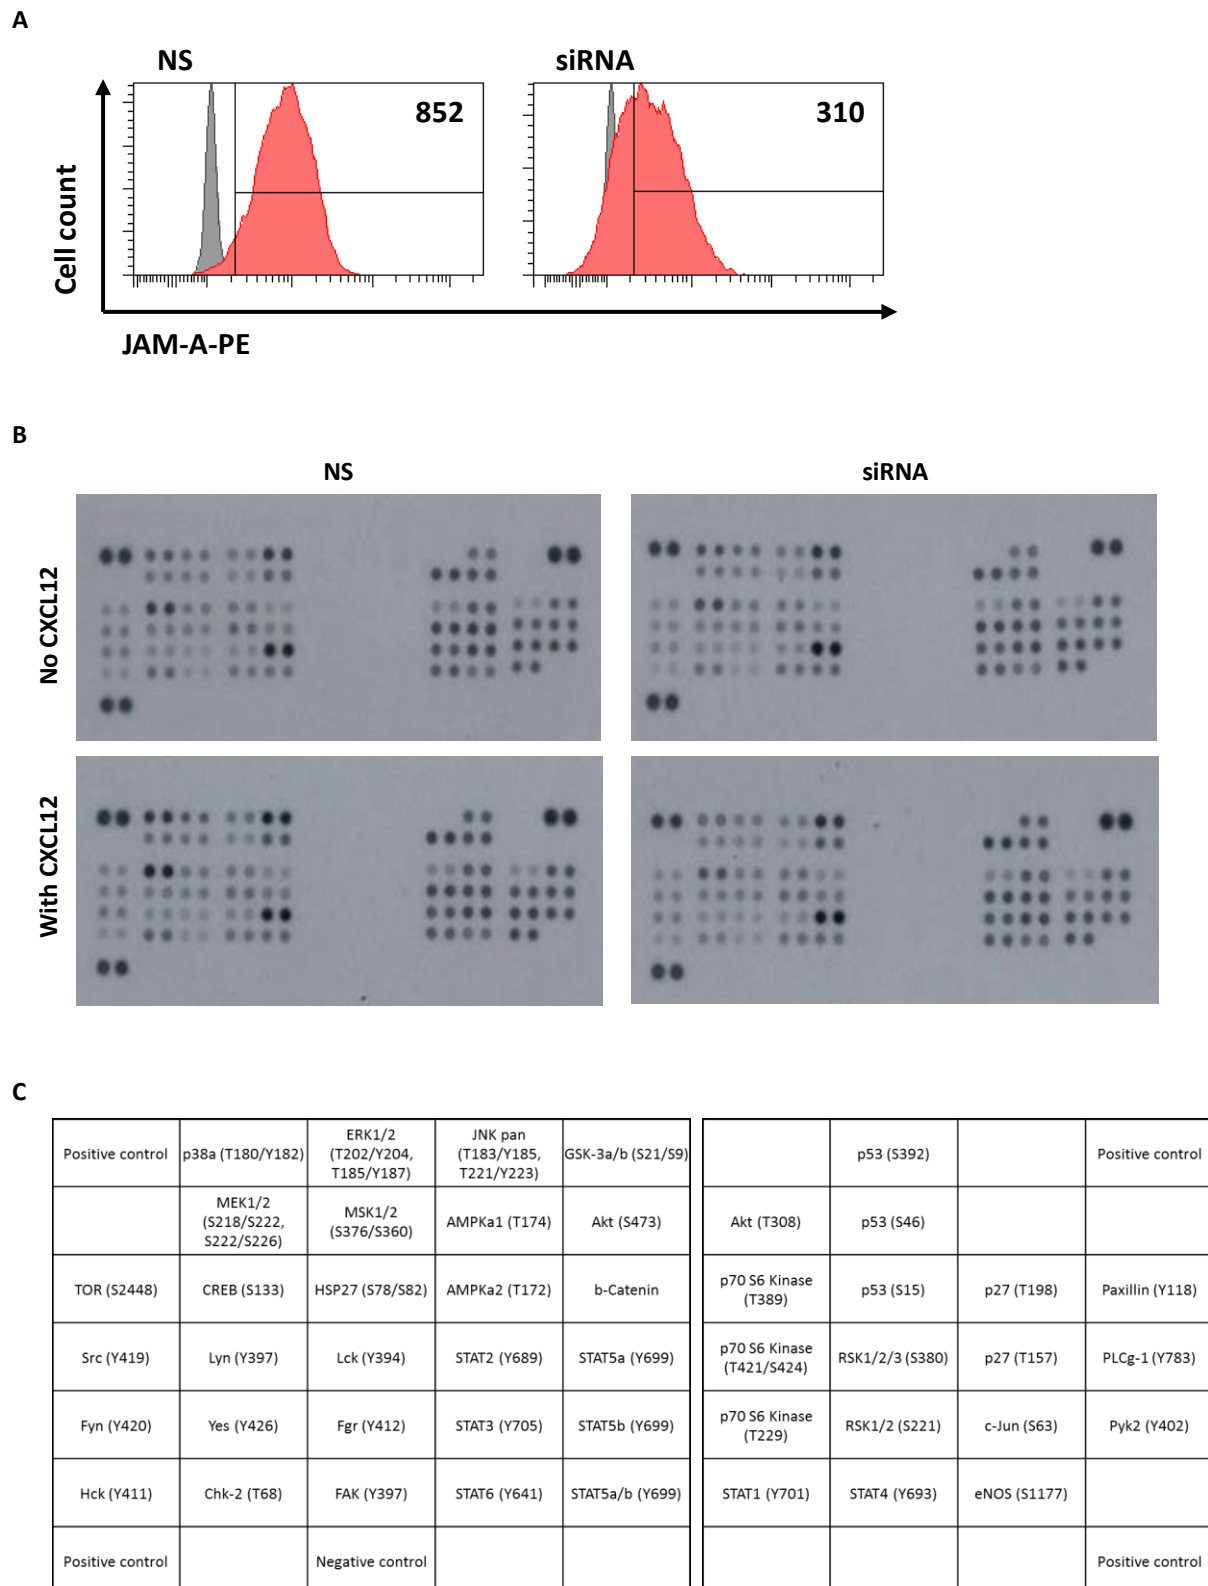 A
NS
siRNA
852
310
Cell count
JAM-A-PE
B
NS
siRNA
No CXCL12
With CXCL12
C
Positive control
p38a (T180/Y182)
ERK1/2
(T202/Y204,
T185/Y187)
JNK pan
(T183/Y185,
T221/Y223)
GSK-3a/b (S21/S9)
p53 (S392)
Positive control
MEK1/2
(S218/S222,
S222/S226)
MSK1/2
(S376/S360)
AMPKa1 (T174)
Akt (S473)
Akt (T308)
p53 (S46)
TOR (S2448)
CREB (S133)
HSP27 (S78/S82)
AMPKa2 (T172)
b-Catenin
p70 S6 Kinase
(T389)
p53 (S15)
p27 (T198)
Paxillin (Y118)
Src (Y419)
Lyn (Y397)
Lck (Y394)
STAT2 (Y689)
STAT5a (Y699)
p70 S6 Kinase
(T421/S424)
RSK1/2/3 (S380)
p27 (T157)
PLCg-1 (Y783)
Fyn (Y420)
Yes (Y426)
Fgr (Y412)
STAT3 (Y705)
STAT5b (Y699)
p70 S6 Kinase
(T229)
RSK1/2 (S221)
c-Jun (S63)
Pyk2 (Y402)
Hck (Y411)
Chk-2 (T68)
FAK (Y397)
STAT6 (Y641)
STAT5a/b (Y699)
STAT1 (Y701)
STAT4 (Y693)
eNOS (S1177)
Positive control
Negative control
Positive control